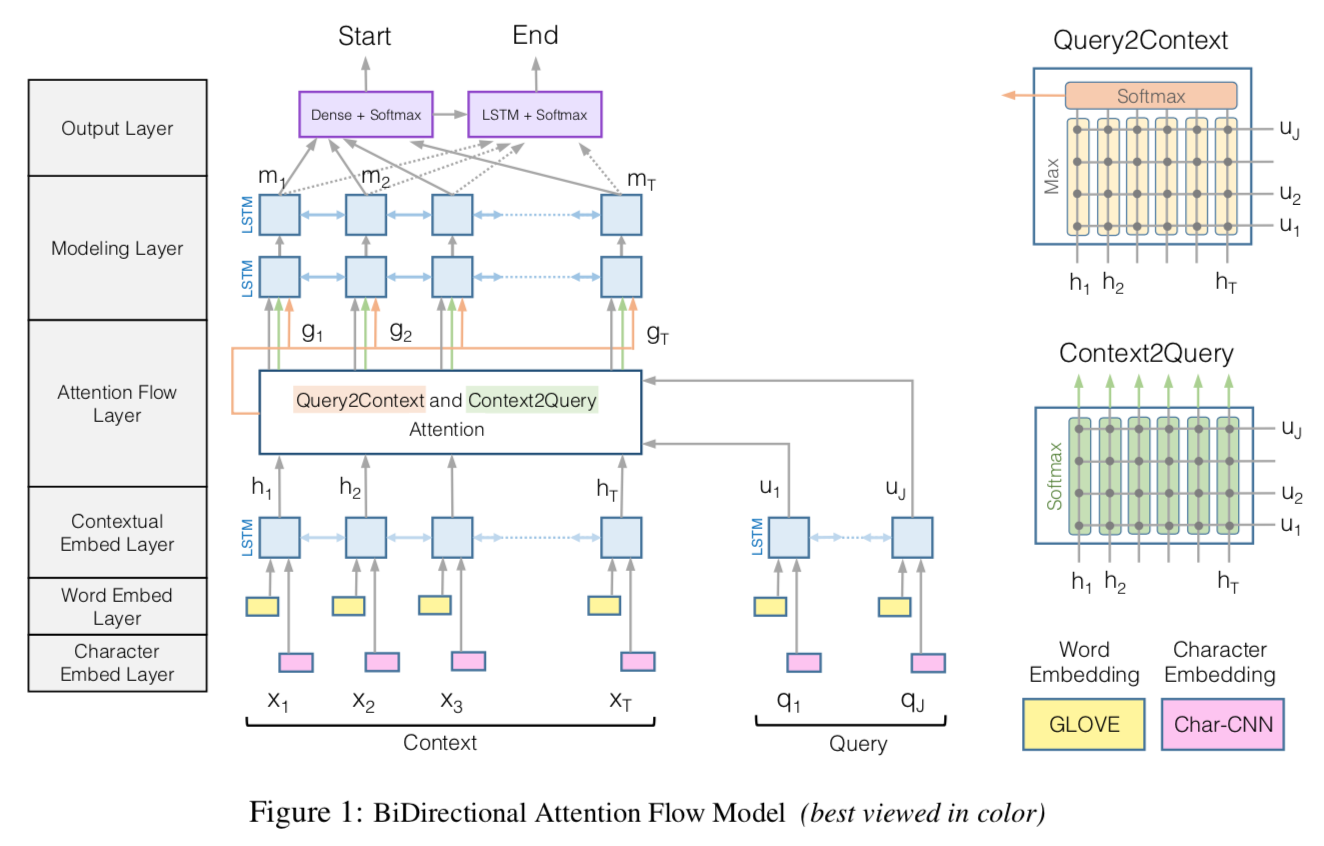 Start
End
Query2Context
Output Layer
Dense + Softmax
LSTM + Softmax
Softmax
Max
u_J
u_2
u_1
h_1
h_2
h_T
m_1
m_2
m_T
Modeling Layer
LSTM
LSTM
g_1
g_2
g_T
Attention Flow
Layer
Query2Context and Context2Query
Attention
Context2Query
Softmax
u_J
u_2
u_1
h_1
h_2
h_T
h_1
h_2
h_T
u_1
u_J
Contextual
Embed Layer
LSTM
LSTM
Word Embed
Layer
Character
Embed Layer
x_1
x_2
x_3
x_T
q_1
q_J
Context
Query
Word
Embedding
Character
Embedding
GLOVE
Char-CNN
Figure 1: BiDirectional Attention Flow Model (best viewed in color)